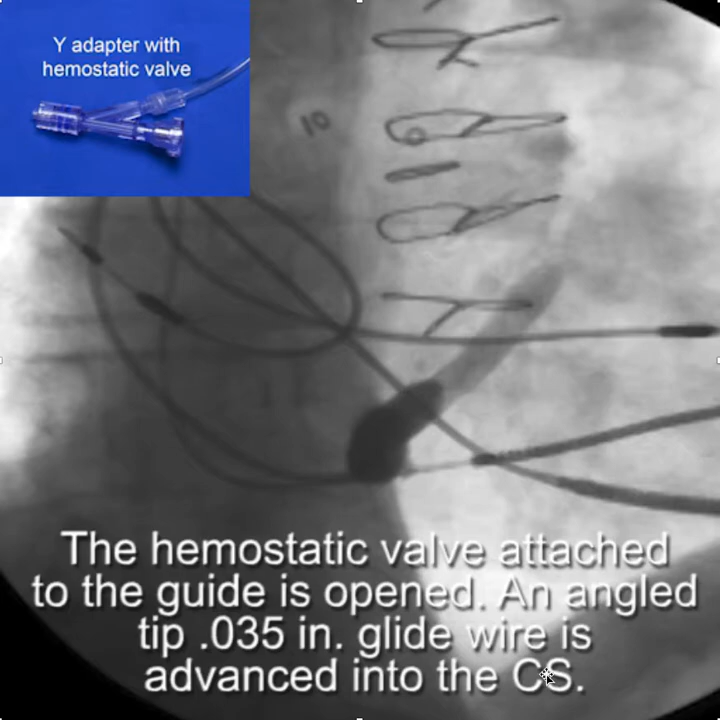 Y adapter with
hemostatic valve
10
The hemostatic valve attached
to the guide is opened. An angled
tip .035 in. glide wire is
advanced into the CS.